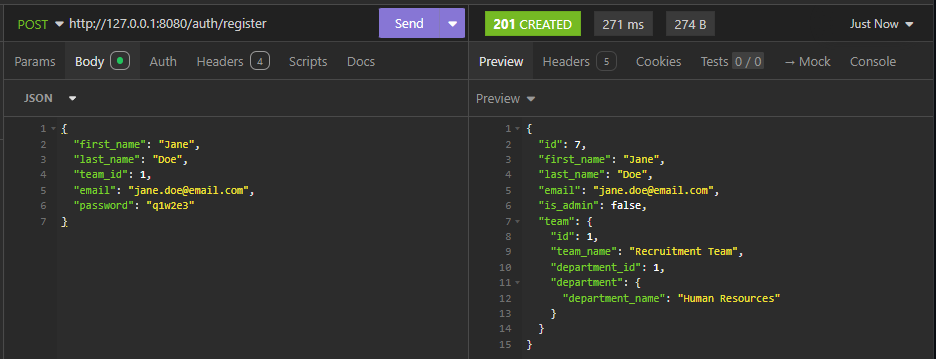 POST http://127.0.0.1:8080/auth/register Send 201 CREATED 271 ms 274 B Just Now
Params Body Auth Headers 4 Scripts Docs Preview Headers 5 Cookies Tests 0 / 0 → Mock Console
JSON
1 {
2 "first_name": "Jane",
3 "last_name": "Doe",
4 "team_id": 1,
5 "email": "jane.doe@email.com",
6 "password": "q1w2e3"
7 }
Preview
1 {
2 "id": 7,
3 "first_name": "Jane",
4 "last_name": "Doe",
5 "email": "jane.doe@email.com",
6 "is_admin": false,
7 "team": {
8 "id": 1,
9 "team_name": "Recruitment Team",
10 "department_id": 1,
11 "department": {
12 "department_name": "Human Resources"
13 }
14 }
15 }